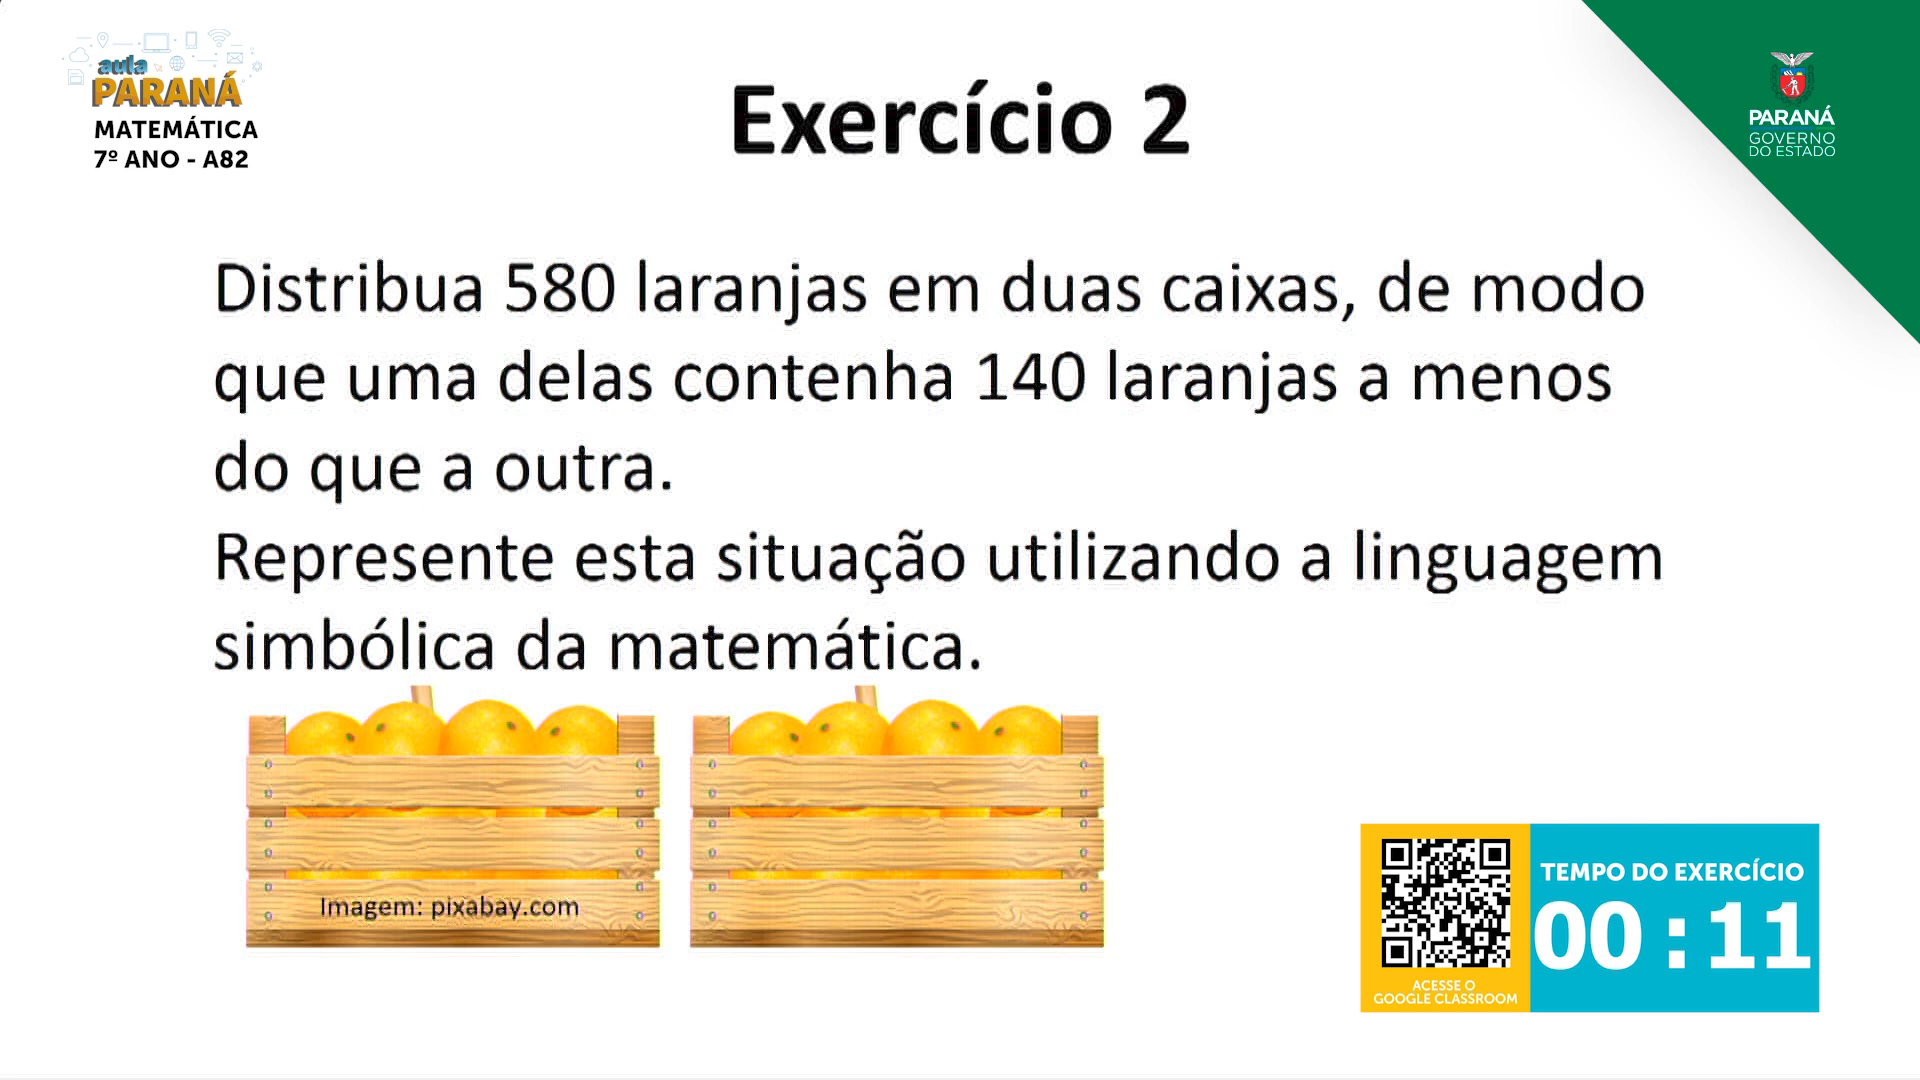 aula
PARANÁ
MATEMÁTICA
7º ANO - A82
Exercício 2
PARANÁ
GOVERNO
DO ESTADO
Distribua 580 laranjas em duas caixas, de modo
que uma delas contenha 140 laranjas a menos
do que a outra.
Represente esta situação utilizando a linguagem
simbólica da matemática.
Imagem: pixabay.com
TEMPO DO EXERCÍCIO
00:11
ACESSE O
GOOGLE CLASSROOM